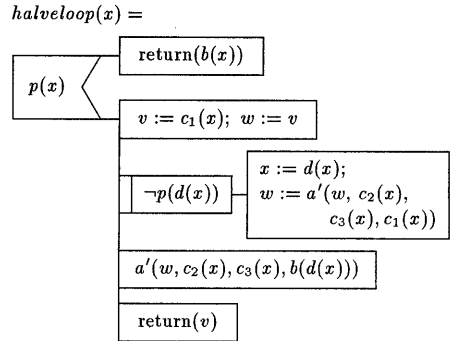 halveloop(x) =
return(b(x))
p(x)
v := c₁(x); w := v
¬p(d(x))
x := d(x);
w := a′(w, c₂(x),
c₃(x), c₁(x))
a′(w, c₂(x), c₃(x), b(d(x)))
return(v)